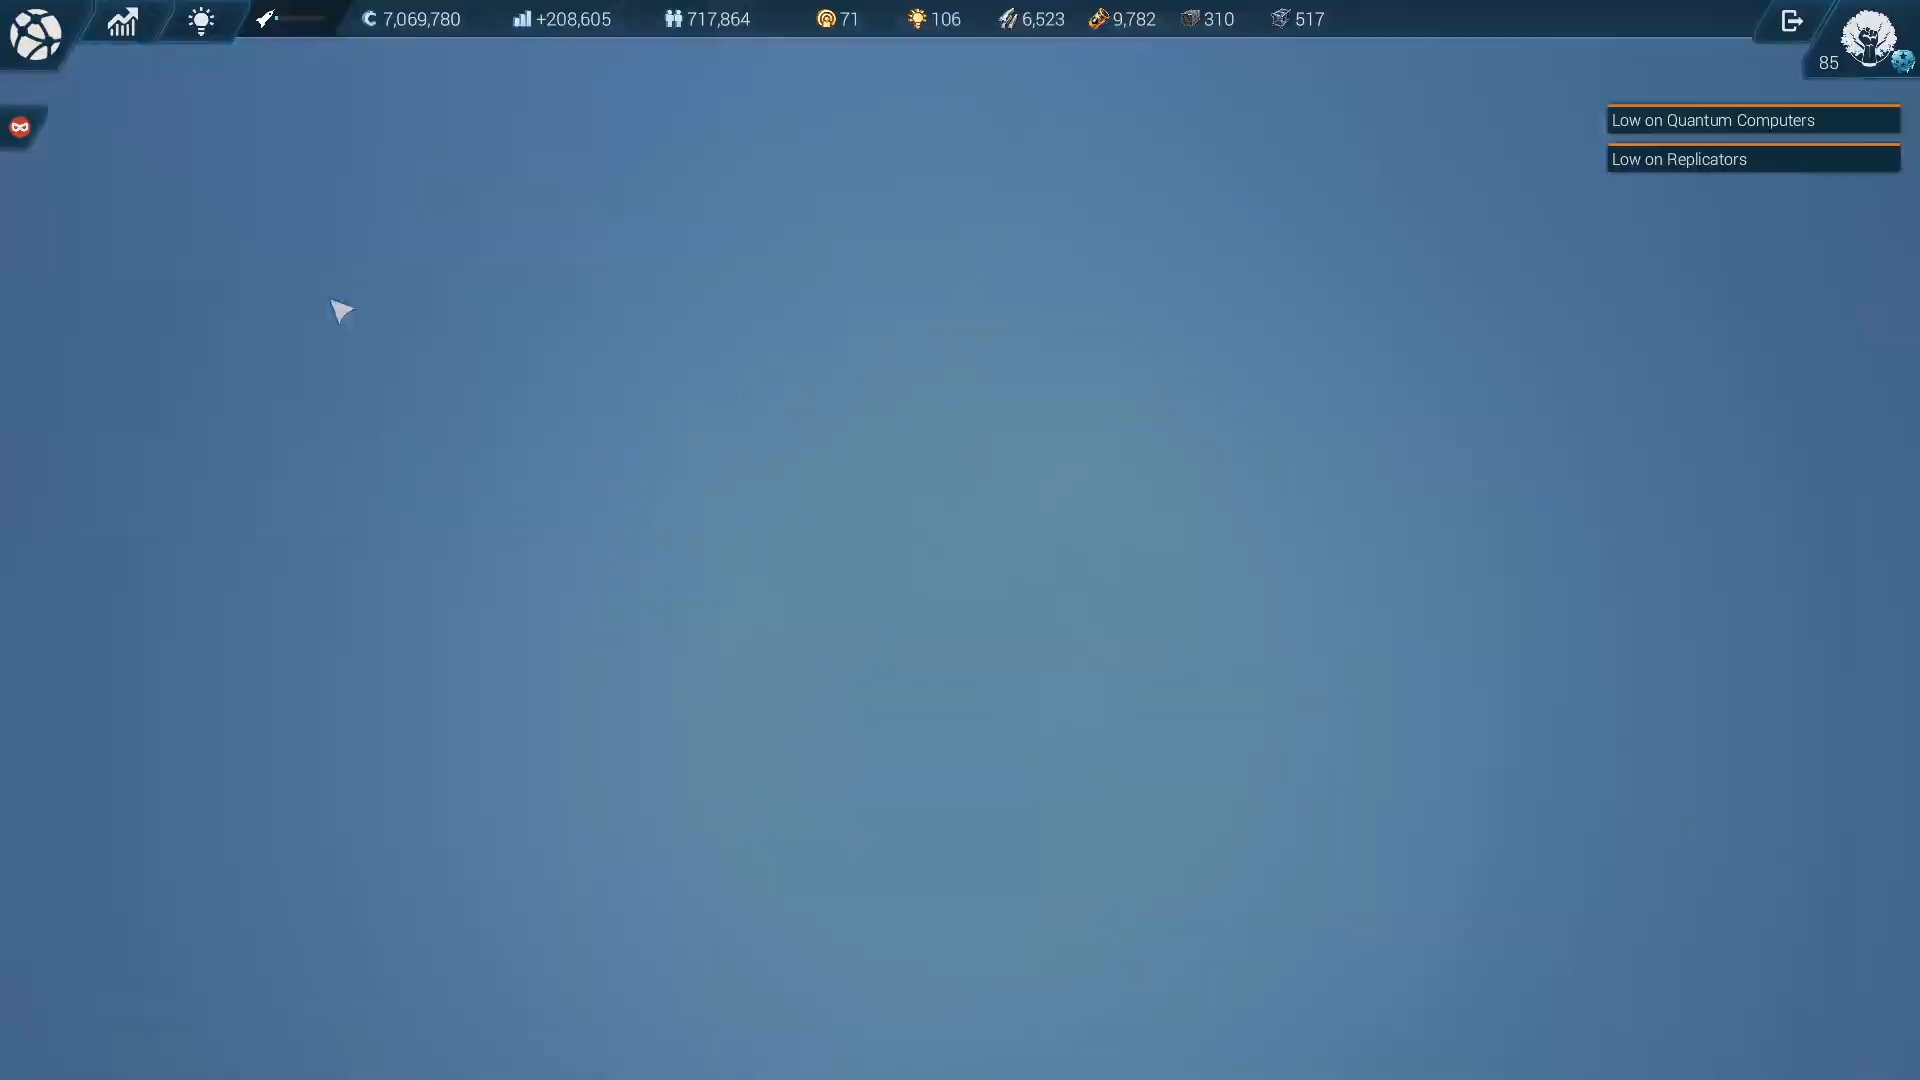 7,069,780 +208,605 717,864 71 106 6,523 9,782 310 517
85
Low on Quantum Computers
Low on Replicators